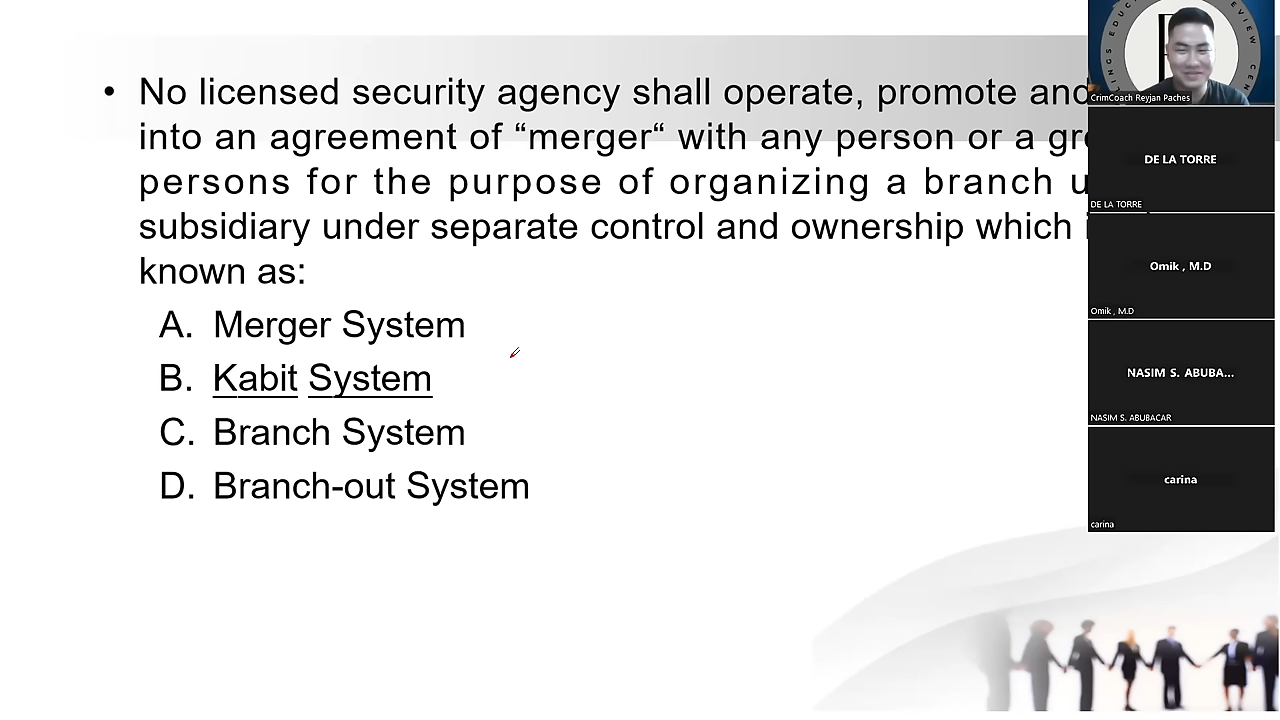 • No licensed security agency shall operate, promote and
into an agreement of “merger“ with any person or a
persons for the purpose of organizing a branch
subsidiary under separate control and ownership which
known as:
A. Merger System
B. Kabit System
C. Branch System
D. Branch-out System
CrimCoach Reyjan Paches
DE LA TORRE
DE LA TORRE
Omik , M.D
Omik , M.D
NASIM S. ABUBA...
NASIM S. ABUBACAR
carina
carina